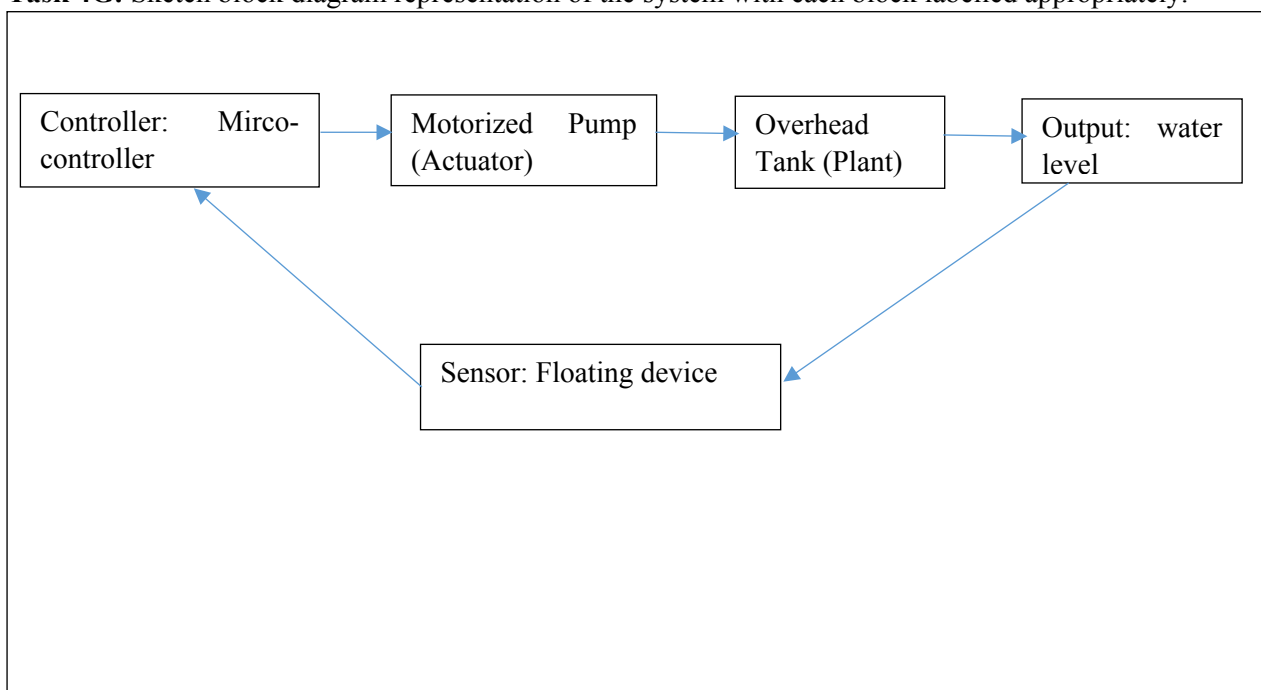 Task 4G: Sketch block diagram representation of the system with each block labelled appropriately.
Controller: Mirco-
controller
Motorized Pump
(Actuator)
Overhead
Tank (Plant)
Output: water
level
Sensor: Floating device